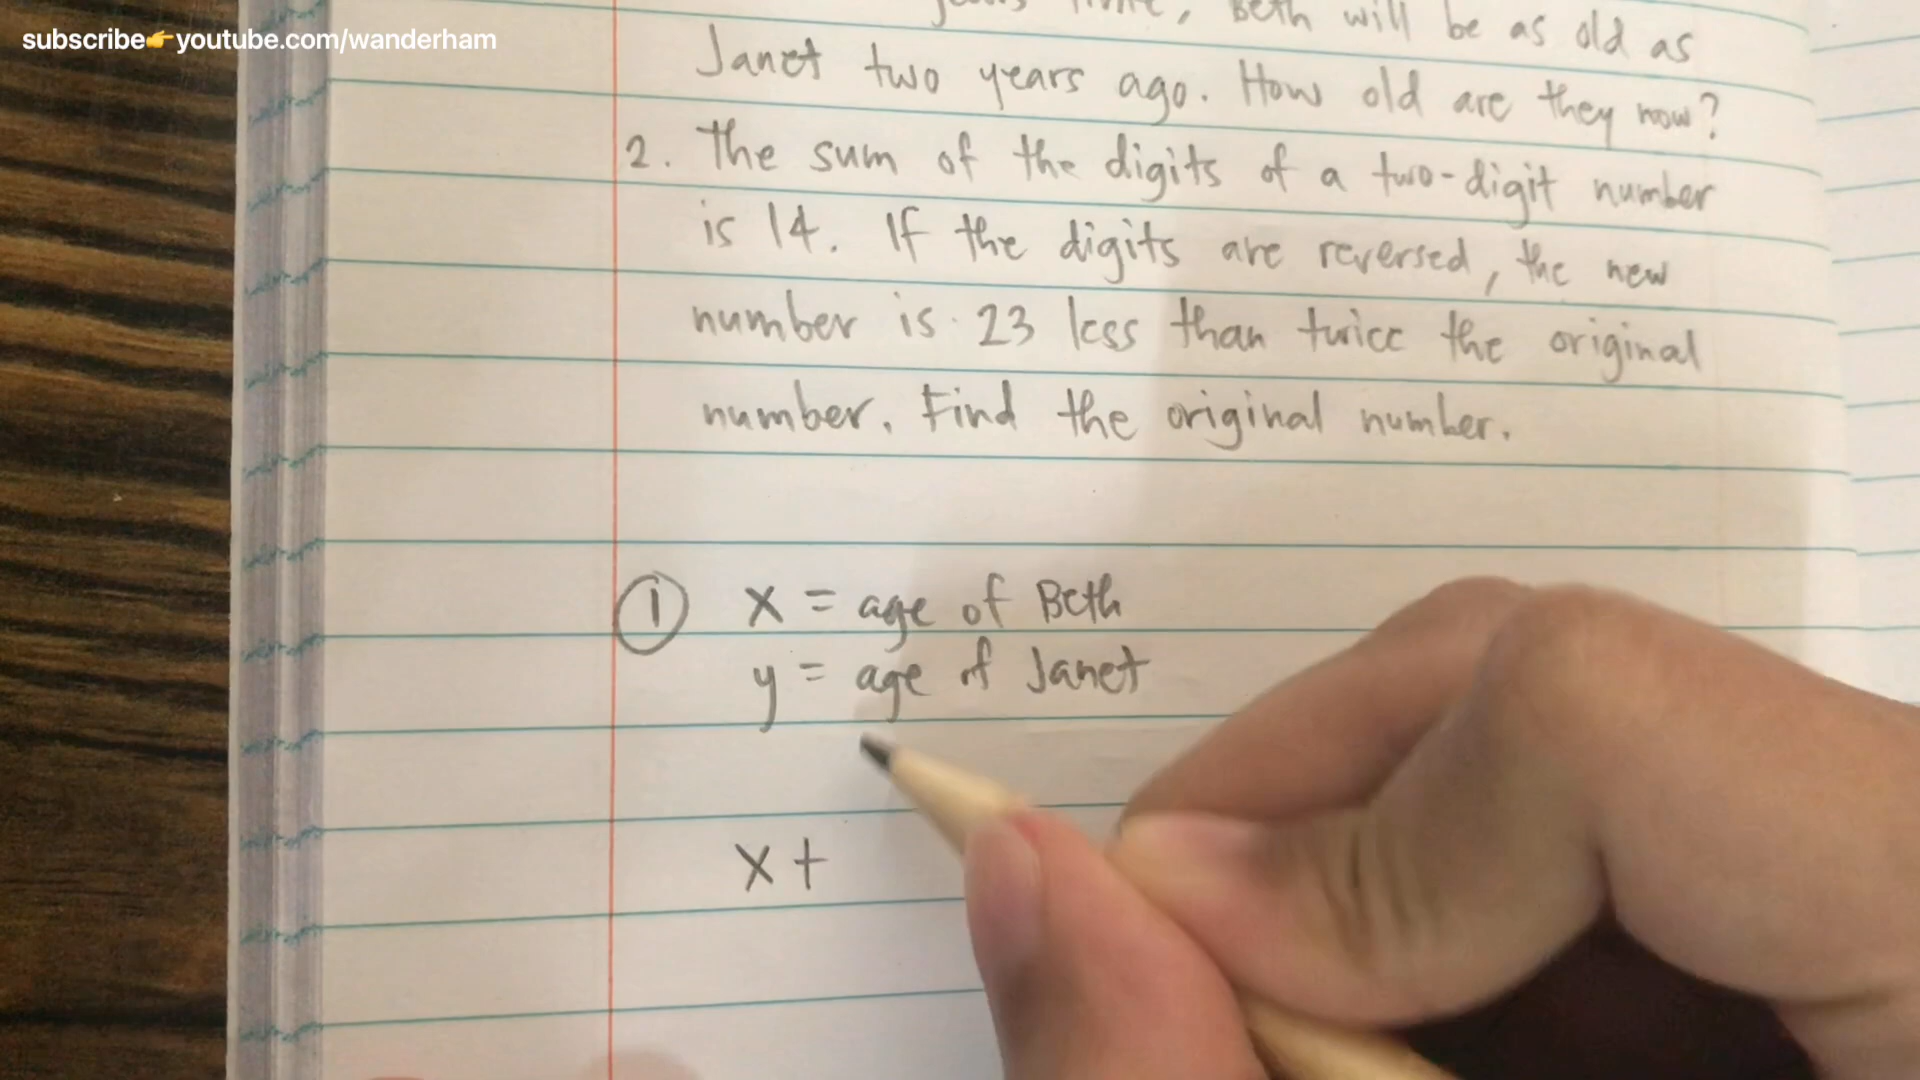 subscribe👉youtube.com/wanderham
years time, Beth will be as old as
Janet two years ago. How old are they now?
2. The sum of the digits of a two-digit number
is 14. If the digits are reversed, the new
number is 23 less than twice the original
number. Find the original number.
1 x = age of Beth
y = age of Janet
x +